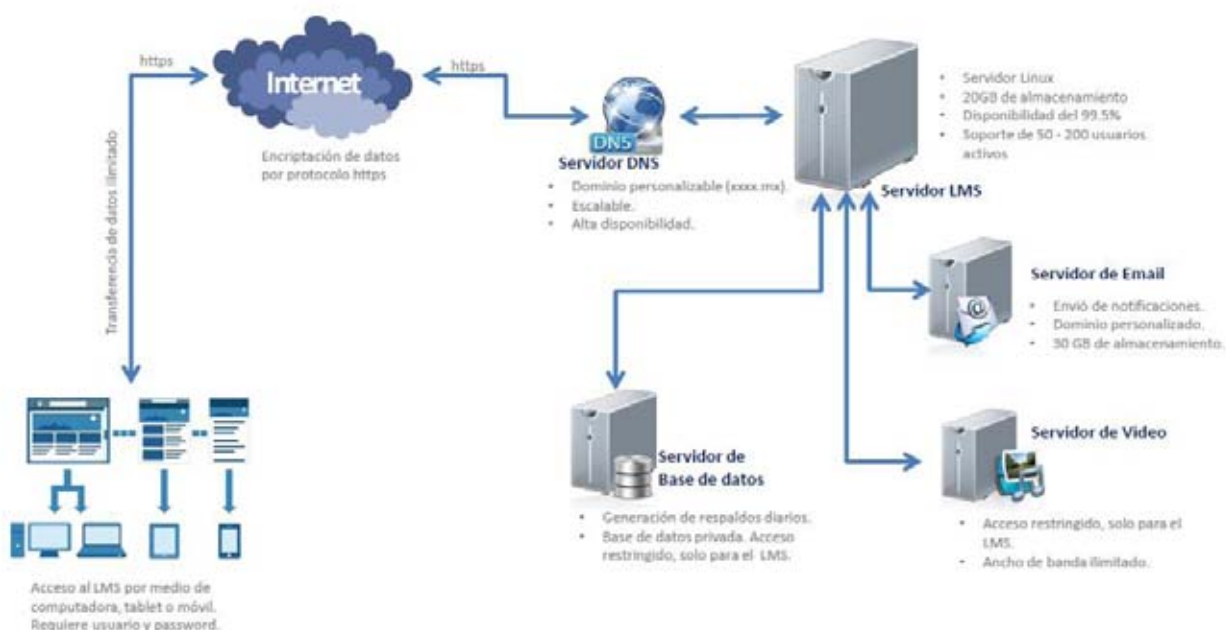 https
Internet
https
Encriptación de datos
por protocolo https
Transferencia de datos ilimitado
DNS
Servidor DNS
• Dominio personalizable (xxxx.mx).
• Escalable.
• Alta disponibilidad.
• Servidor Linux
• 20GB de almacenamiento
• Disponibilidad del 99.5%
• Soporte de 50 - 200 usuarios
activos
Servidor LMS
Servidor de Email
• Envió de notificaciones.
• Dominio personalizado.
• 30 GB de almacenamiento.
Servidor de
Base de datos
• Generación de respaldos diarios.
• Base de datos privada. Acceso
restringido, solo para el LMS.
Servidor de Video
• Acceso restringido, solo para el
LMS.
• Ancho de banda ilimitado.
Acceso al LMS por medio de
computadora, tablet o móvil.
Requiere usuario y password.